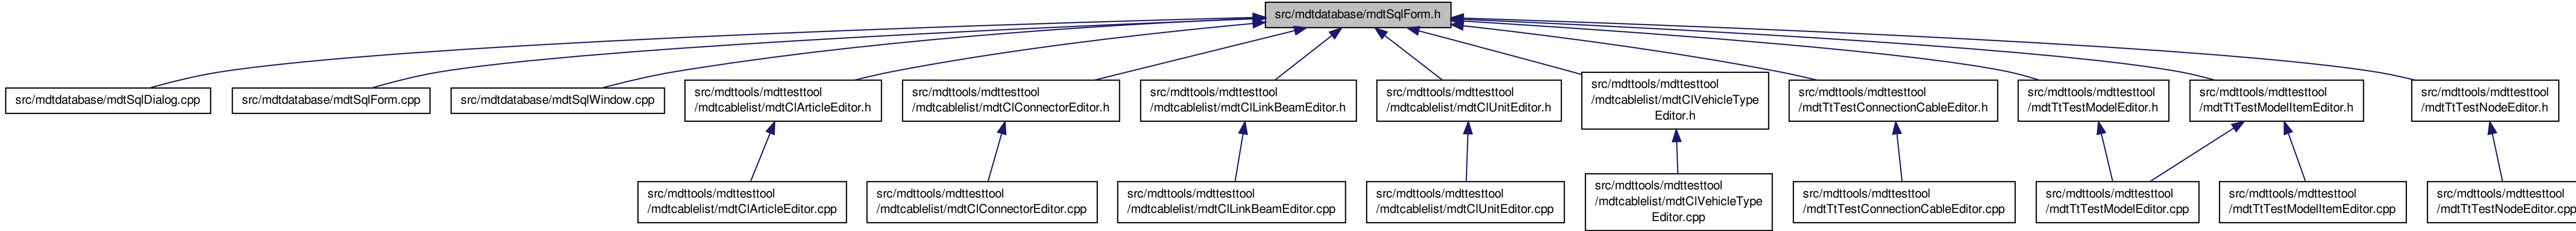 src/mdtdatabase/mdtSqlForm.h
src/mdtdatabase/mdtSqlDialog.cpp
src/mdtdatabase/mdtSqlForm.cpp
src/mdtdatabase/mdtSqlWindow.cpp
src/mdttools/mdttesttool
/mdtcablelist/mdtClArticleEditor.h
src/mdttools/mdttesttool
/mdtcablelist/mdtClConnectorEditor.h
src/mdttools/mdttesttool
/mdtcablelist/mdtClLinkBeamEditor.h
src/mdttools/mdttesttool
/mdtcablelist/mdtClUnitEditor.h
src/mdttools/mdttesttool
/mdtcablelist/mdtClVehicleType
Editor.h
src/mdttools/mdttesttool
/mdtTtTestConnectionCableEditor.h
src/mdttools/mdttesttool
/mdtTtTestModelEditor.h
src/mdttools/mdttesttool
/mdtTtTestModelItemEditor.h
src/mdttools/mdttesttool
/mdtTtTestNodeEditor.h
src/mdttools/mdttesttool
/mdtcablelist/mdtClArticleEditor.cpp
src/mdttools/mdttesttool
/mdtcablelist/mdtClConnectorEditor.cpp
src/mdttools/mdttesttool
/mdtcablelist/mdtClLinkBeamEditor.cpp
src/mdttools/mdttesttool
/mdtcablelist/mdtClUnitEditor.cpp
src/mdttools/mdttesttool
/mdtcablelist/mdtClVehicleType
Editor.cpp
src/mdttools/mdttesttool
/mdtTtTestConnectionCableEditor.cpp
src/mdttools/mdttesttool
/mdtTtTestModelEditor.cpp
src/mdttools/mdttesttool
/mdtTtTestModelItemEditor.cpp
src/mdttools/mdttesttool
/mdtTtTestNodeEditor.cpp